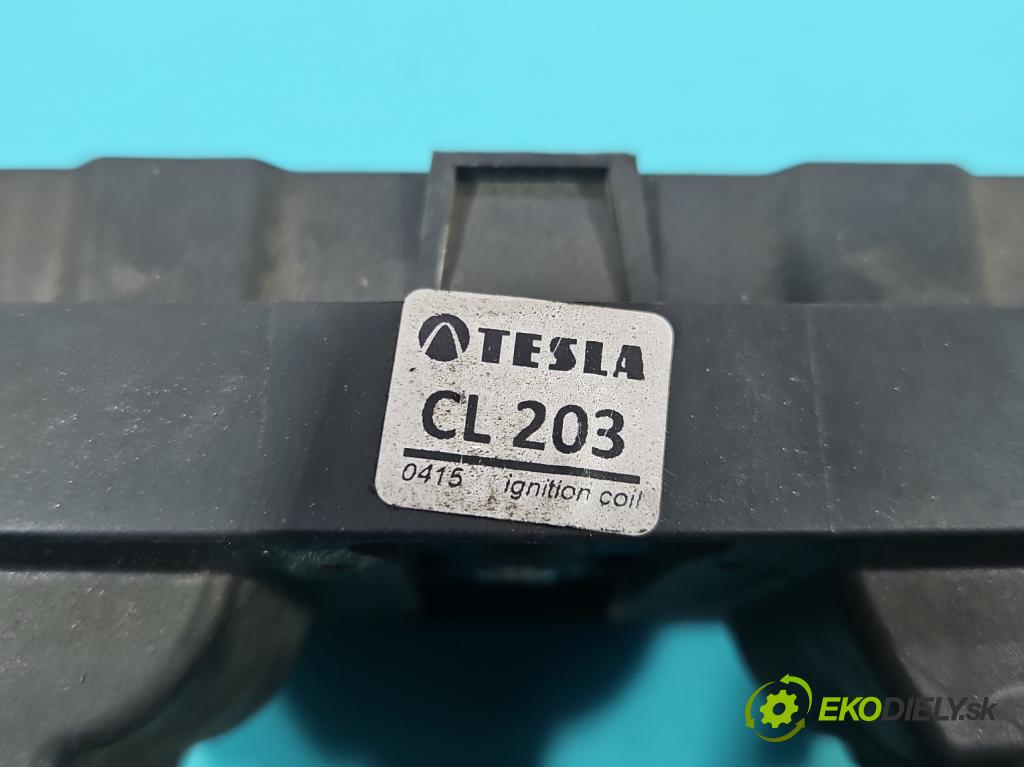 TESLA
CL 203
0415 ignition coil
EKODIELY.sk